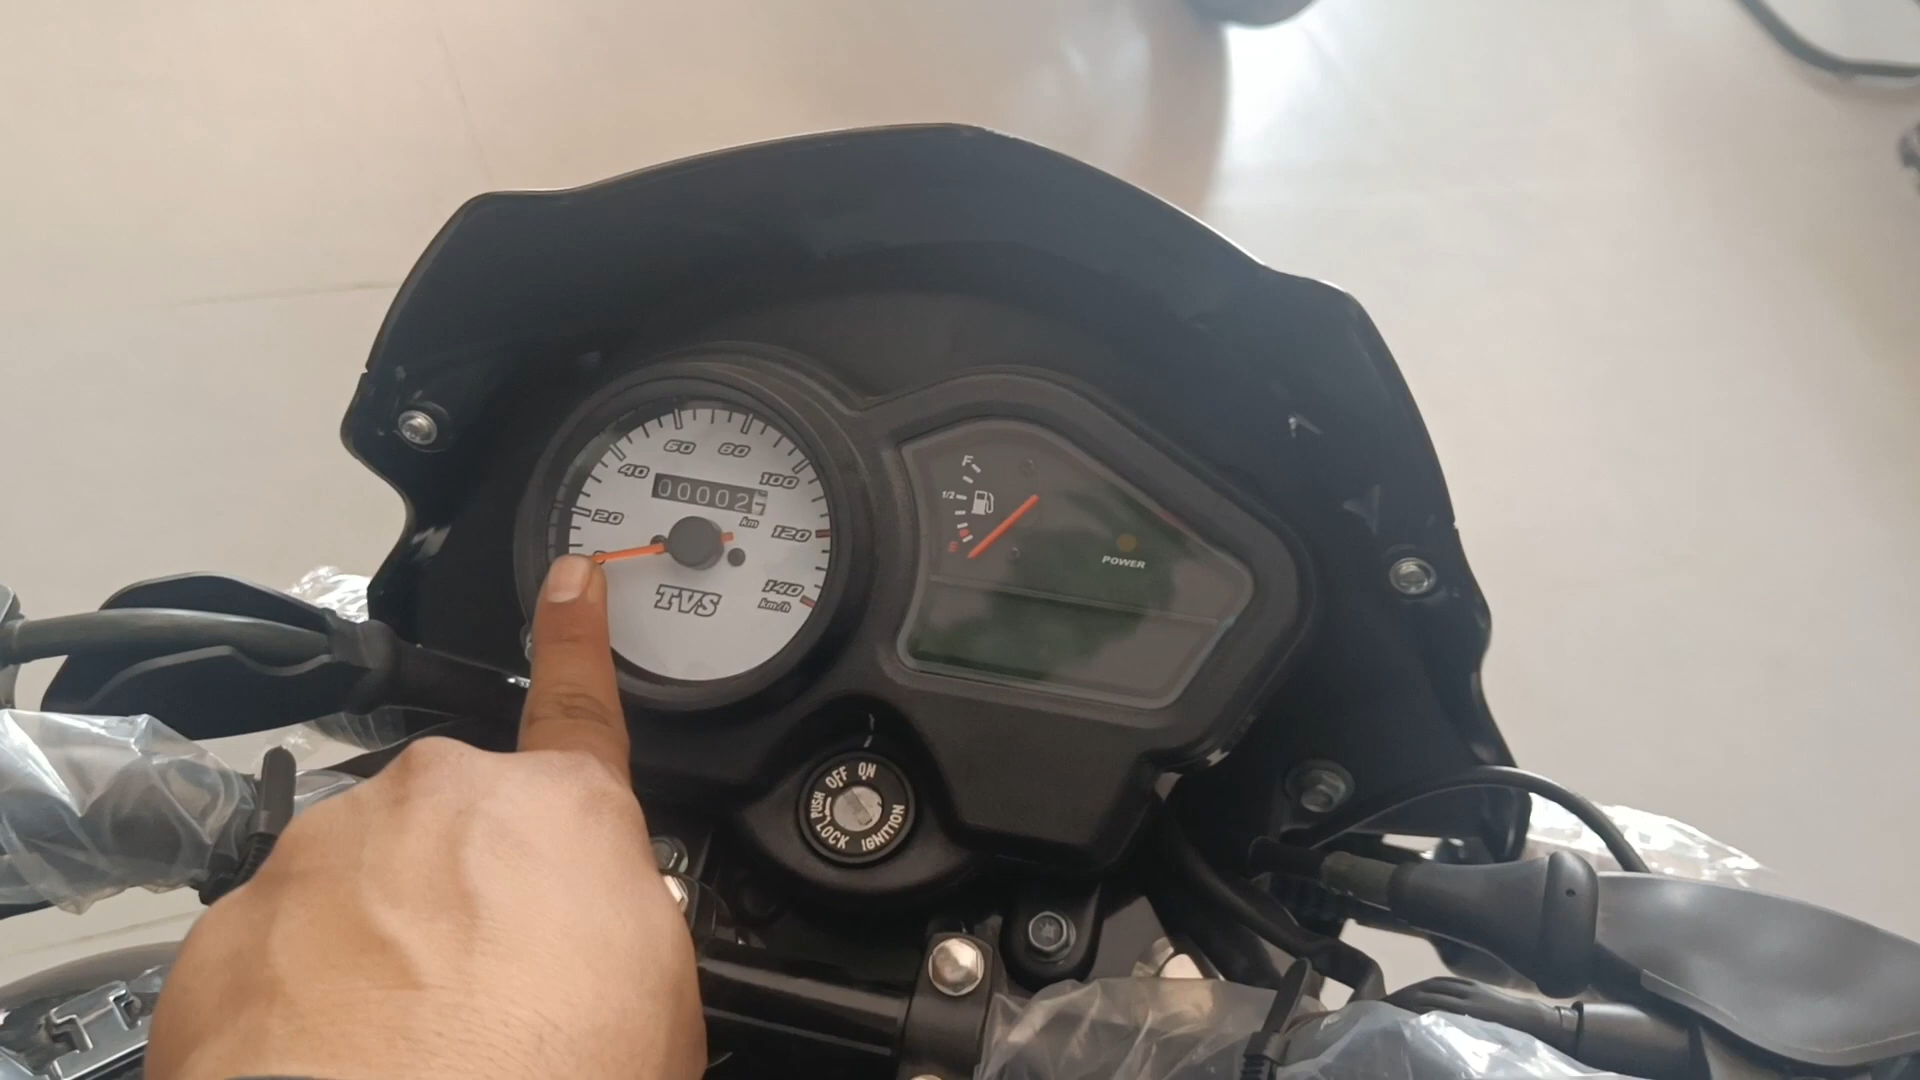 20
40
60
80
100
120
140
km/h
00002
km
TVS
F
1/2
E
POWER
ON
OFF
PUSH
LOCK
IGNITION